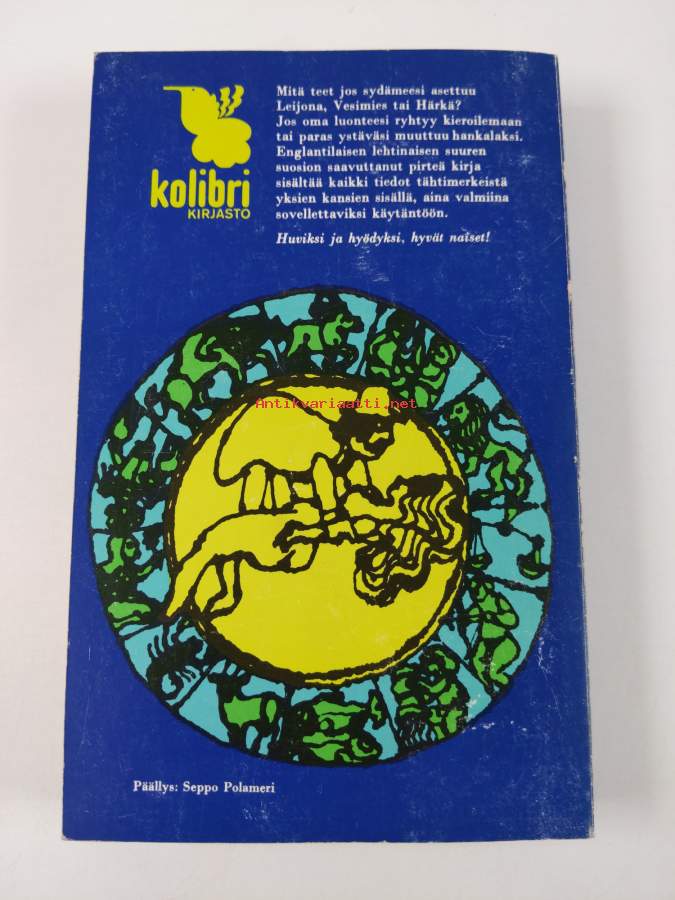 Mitä teet jos sydämeesi asettuu
Leijona, Vesimies tai Härkä?
Jos oma luonteesi ryhtyy kieroilemaan
tai paras ystäväsi muuttuu hankalaksi.
Englantilaisen lehtinaisen suuren
suosion saavuttanut pirteä kirja
sisältää kaikki tiedot tähtimerkeistä
yksien kansien sisällä, aina valmiina
sovellettaviksi käytäntöön.
Huviksi ja hyödyksi, hyvät naiset!
kolibri
KIRJASTO
Antikvariaatti.net
Päällys: Seppo Polameri